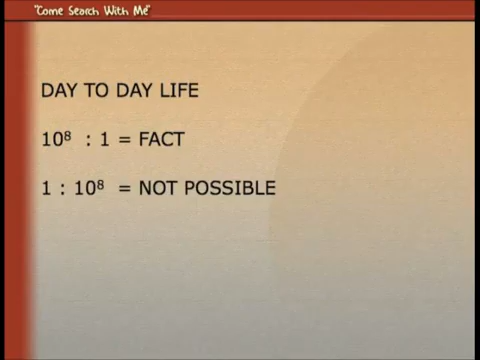 "Come Search With Me"
DAY TO DAY LIFE
10⁸ : 1 = FACT
1 : 10⁸ = NOT POSSIBLE